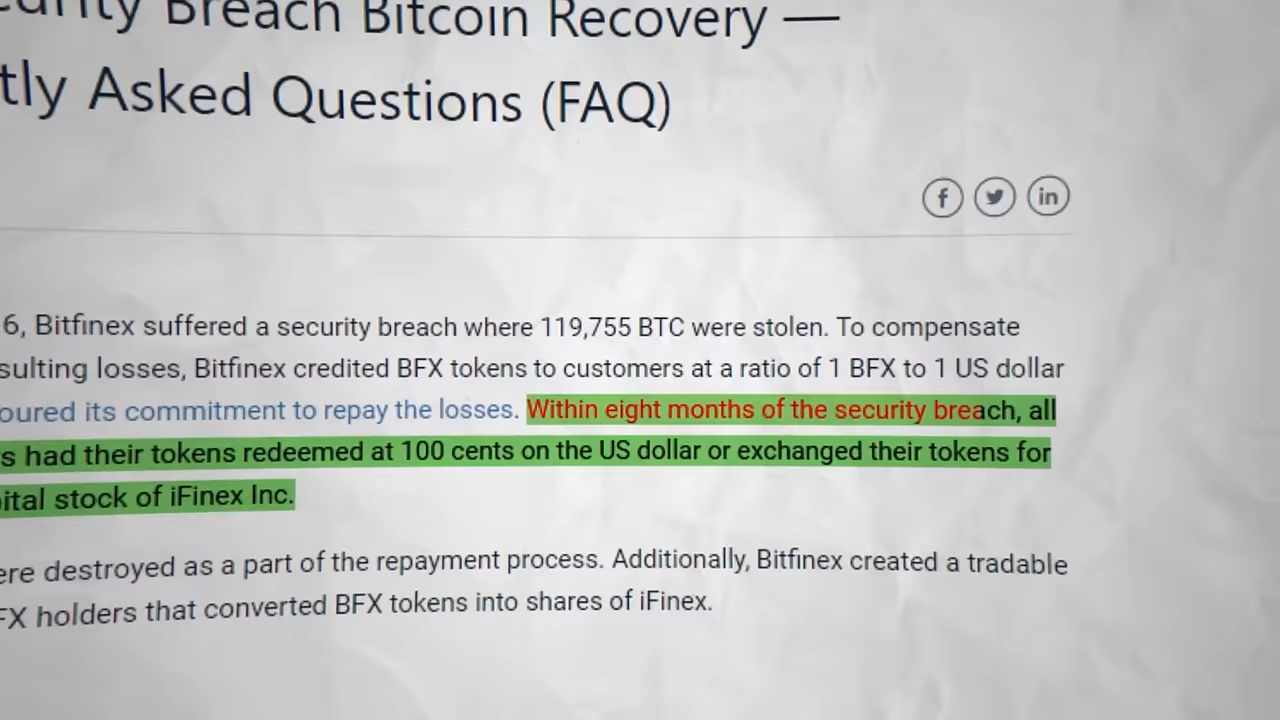 curity Breach Bitcoin Recovery —
tly Asked Questions (FAQ)
f in
6, Bitfinex suffered a security breach where 119,755 BTC were stolen. To compensate
sulting losses, Bitfinex credited BFX tokens to customers at a ratio of 1 BFX to 1 US dollar
oured its commitment to repay the losses. Within eight months of the security breach, all
s had their tokens redeemed at 100 cents on the US dollar or exchanged their tokens for
pital stock of iFinex Inc.
ere destroyed as a part of the repayment process. Additionally, Bitfinex created a tradable
FX holders that converted BFX tokens into shares of iFinex.